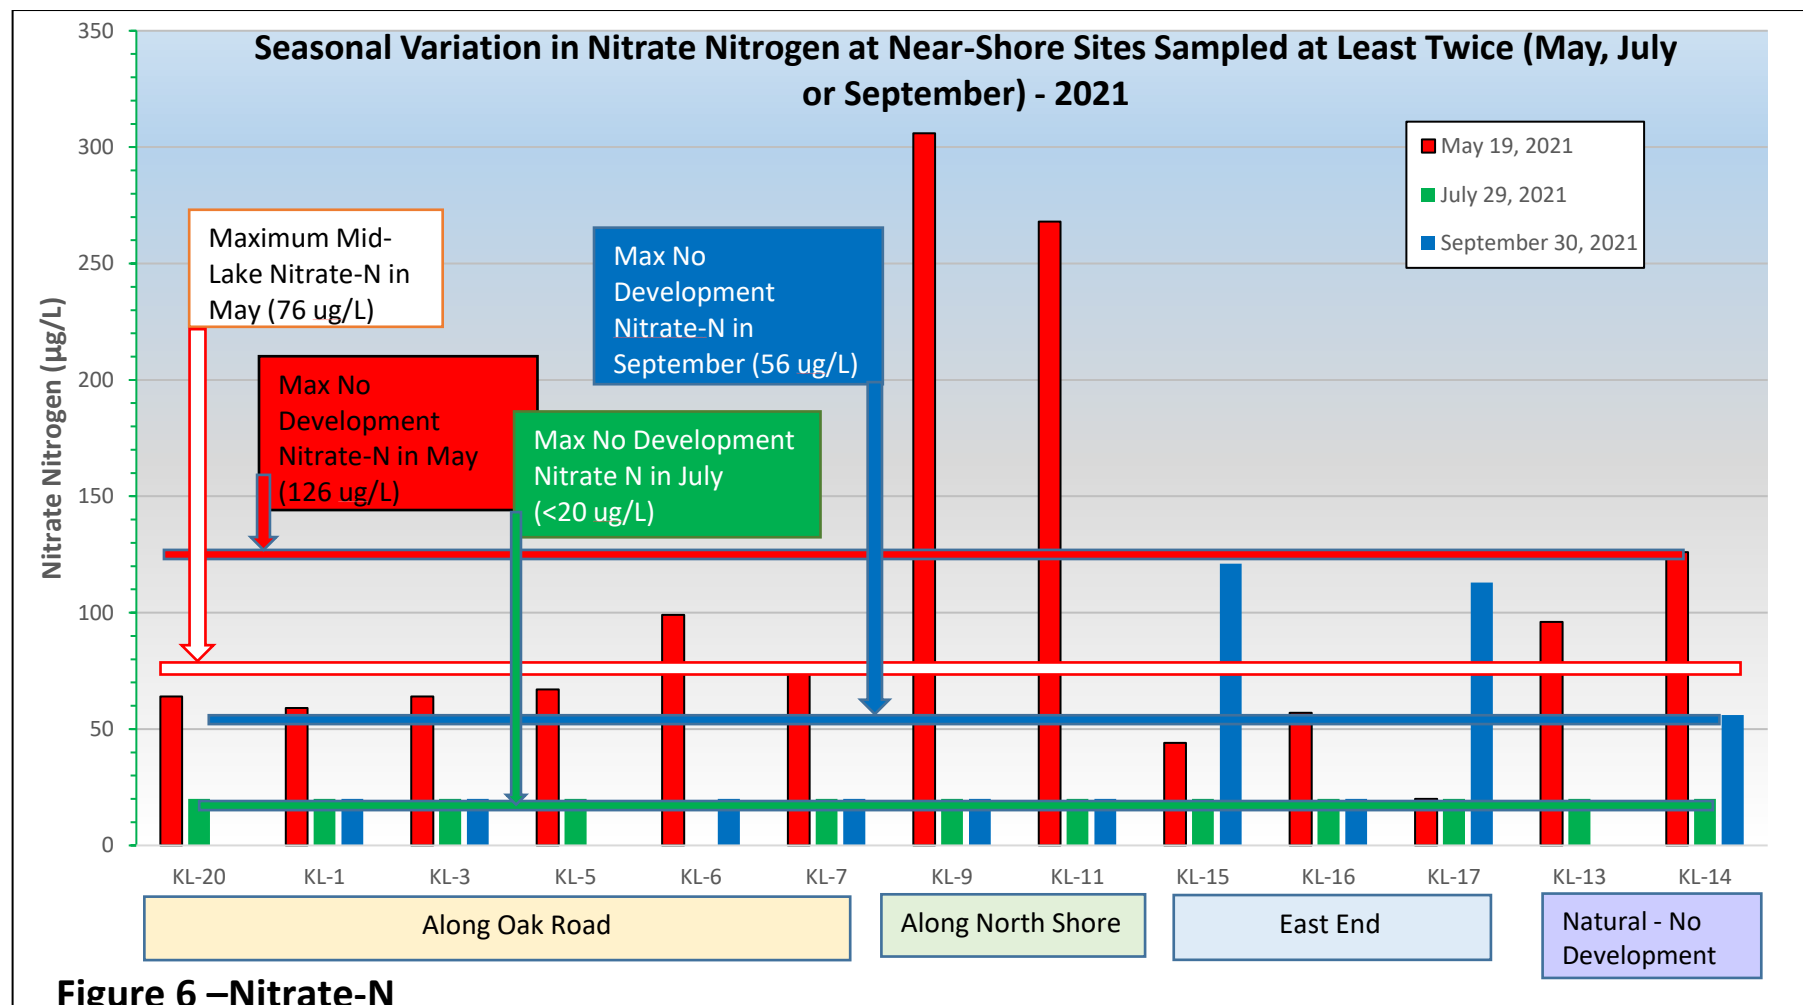 Seasonal Variation in Nitrate Nitrogen at Near-Shore Sites Sampled at Least Twice (May, July
or September) - 2021
350
300
250
200
150
100
50
0
Nitrate Nitrogen (µg/L)
May 19, 2021
July 29, 2021
September 30, 2021
Maximum Mid-
Lake Nitrate-N in
May (76 ug/L)
Max No
Development
Nitrate-N in May
(126 ug/L)
Max No Development
Nitrate N in July
(<20 ug/L)
Max No
Development
Nitrate-N in
September (56 ug/L)
KL-20 KL-1 KL-3 KL-5 KL-6 KL-7 KL-9 KL-11 KL-15 KL-16 KL-17 KL-13 KL-14
Along Oak Road
Along North Shore
East End
Natural - No
Development
Figure 6 –Nitrate-N